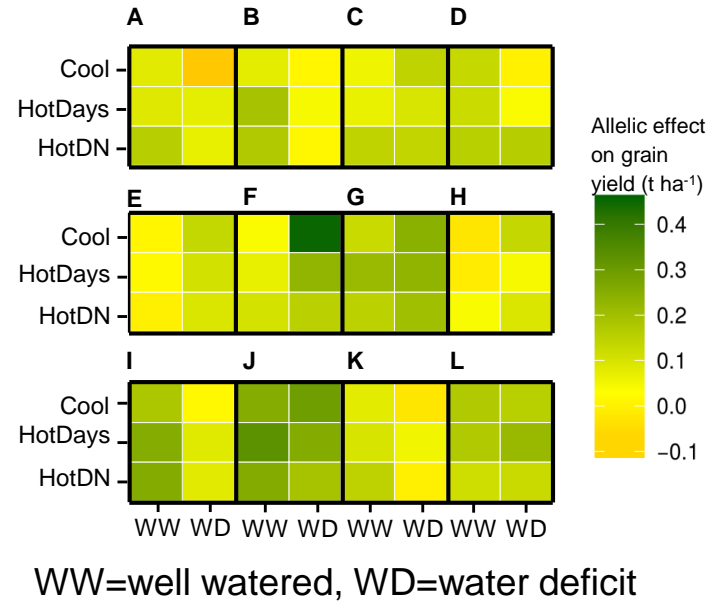 A B C D
Cool
HotDays
HotDN
E F G H
Cool
HotDays
HotDN
I J K L
Cool
HotDays
HotDN
WW WD WW WD WW WD WW WD
Allelic effect
on grain
yield (t ha⁻¹)
0.4
0.3
0.2
0.1
0.0
−0.1
WW=well watered, WD=water deficit